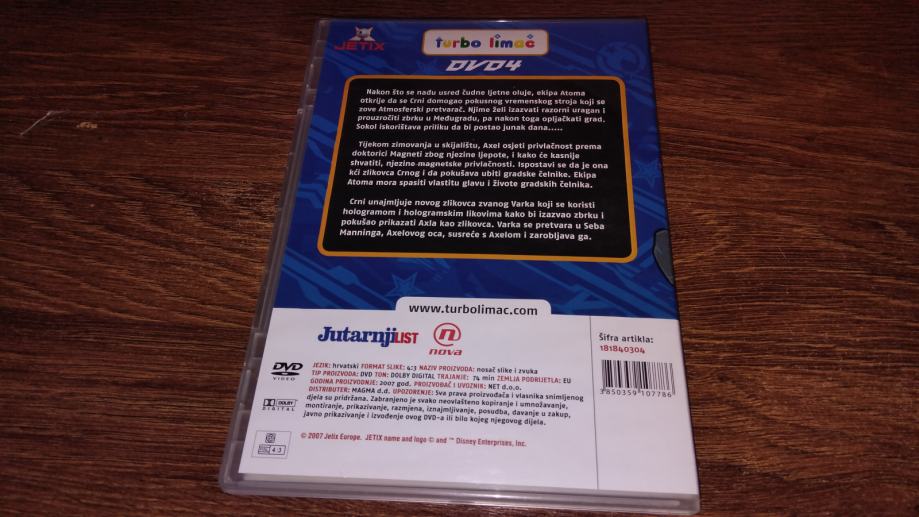 JETIX
turbo limač
DVD4
Nakon što se nađu usred čudne ljetne oluje, ekipa Atoma
otkrije da se Crni domogao pokusnog vremenskog stroja koji se
zove Atmosferski pretvarač. Njime želi izazvati razorni uragan i
prouzročiti zbrku u Međugradu, pa nakon toga opljačkati grad.
Sokol iskorištava priliku da bi postao junak dana.....
Tijekom zimovanja u skijalištu, Axel osjeti privlačnost prema
doktorici Magneti zbog njezine ljepote, i kako će kasnije
shvatiti, njezino magnetske privlačnosti. Ispostavi se da je ona
kći zlikovca Crnog i da pokušava ubiti gradske čelnike. Ekipa
Atoma mora spasiti vlastitu glavu i živote gradskih čelnika.
Crni unajmljuje novog zlikovca zvanog Varka koji se koristi
hologramom i hologramskim likovima kako bi izazvao zbrku i
pokušao prikazati Axla kao zlikovca. Varka se pretvara u Seba
Manninga, Axelovog oca, susreće s Axelom i zarobljava ga.
www.turbolimac.com
JutarnjiLIST
nova
Šifra artikla:
181840304
3850359107786
DVD
VIDEO
JEZIK: hrvatski FORMAT SLIKE: 4:3 NAZIV PROIZVODA: nosač slike i zvuka
TIP PROIZVODA: DVD TON: DOLBY DIGITAL TRAJANJE: 74 min ZEMLJA PODRIJETLA: EU
GODINA PROIZVODNJE: 2007 god. PROIZVOĐAČ I UVOZNIK: NET d.o.o.
DISTRIBUTER: MAGMA d.d. UPOZORENJE: Sva prava proizvođača i vlasnika snimljenog
djela su pridržana. Zabranjeno je svako neovlašteno kopiranje i umnožavanje,
montiranje, prikazivanje, razmjena, iznajmljivanje, posudba, davanje u zakup,
javno prikazivanje i izvođenje ovog DVD-a ili bilo kojeg njegovog dijela.
DOLBY
DIGITAL
4:3
© 2007 Jetix Europe. JETIX name and logo © and ™ Disney Enterprises, Inc.